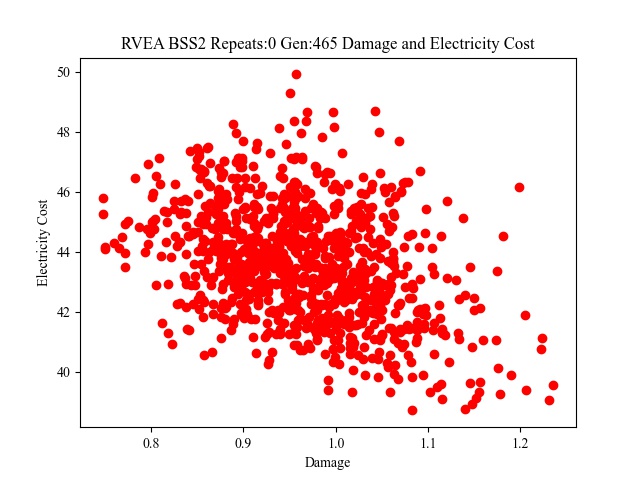 RVEA BSS2 Repeats:0 Gen:465 Damage and Electricity Cost
50
48
46
44
42
40
Electricity Cost
0.8 0.9 1.0 1.1 1.2
Damage